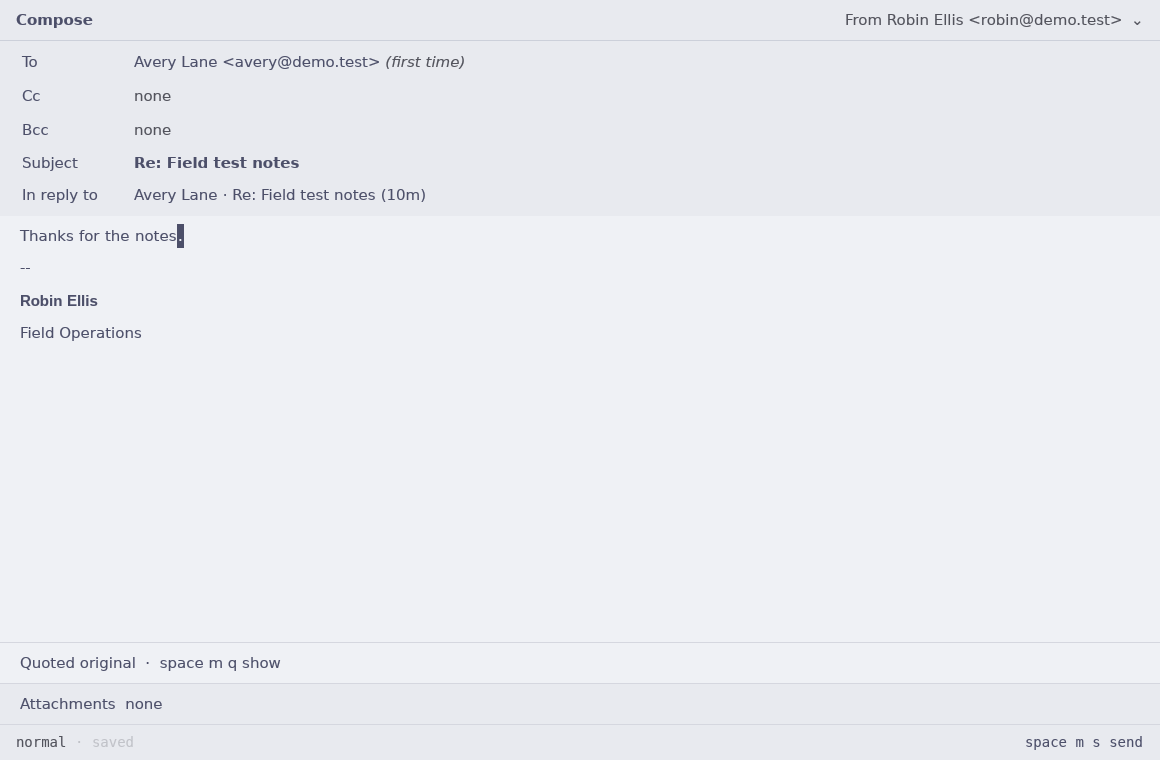 Compose From Robin Ellis <robin@demo.test> ⌄
To Avery Lane <avery@demo.test> (first time)
Cc none
Bcc none
Subject Re: Field test notes
In reply to Avery Lane · Re: Field test notes (10m)
Thanks for the notes.
--
Robin Ellis
Field Operations
Quoted original · space m q show
Attachments none
normal · saved space m s send